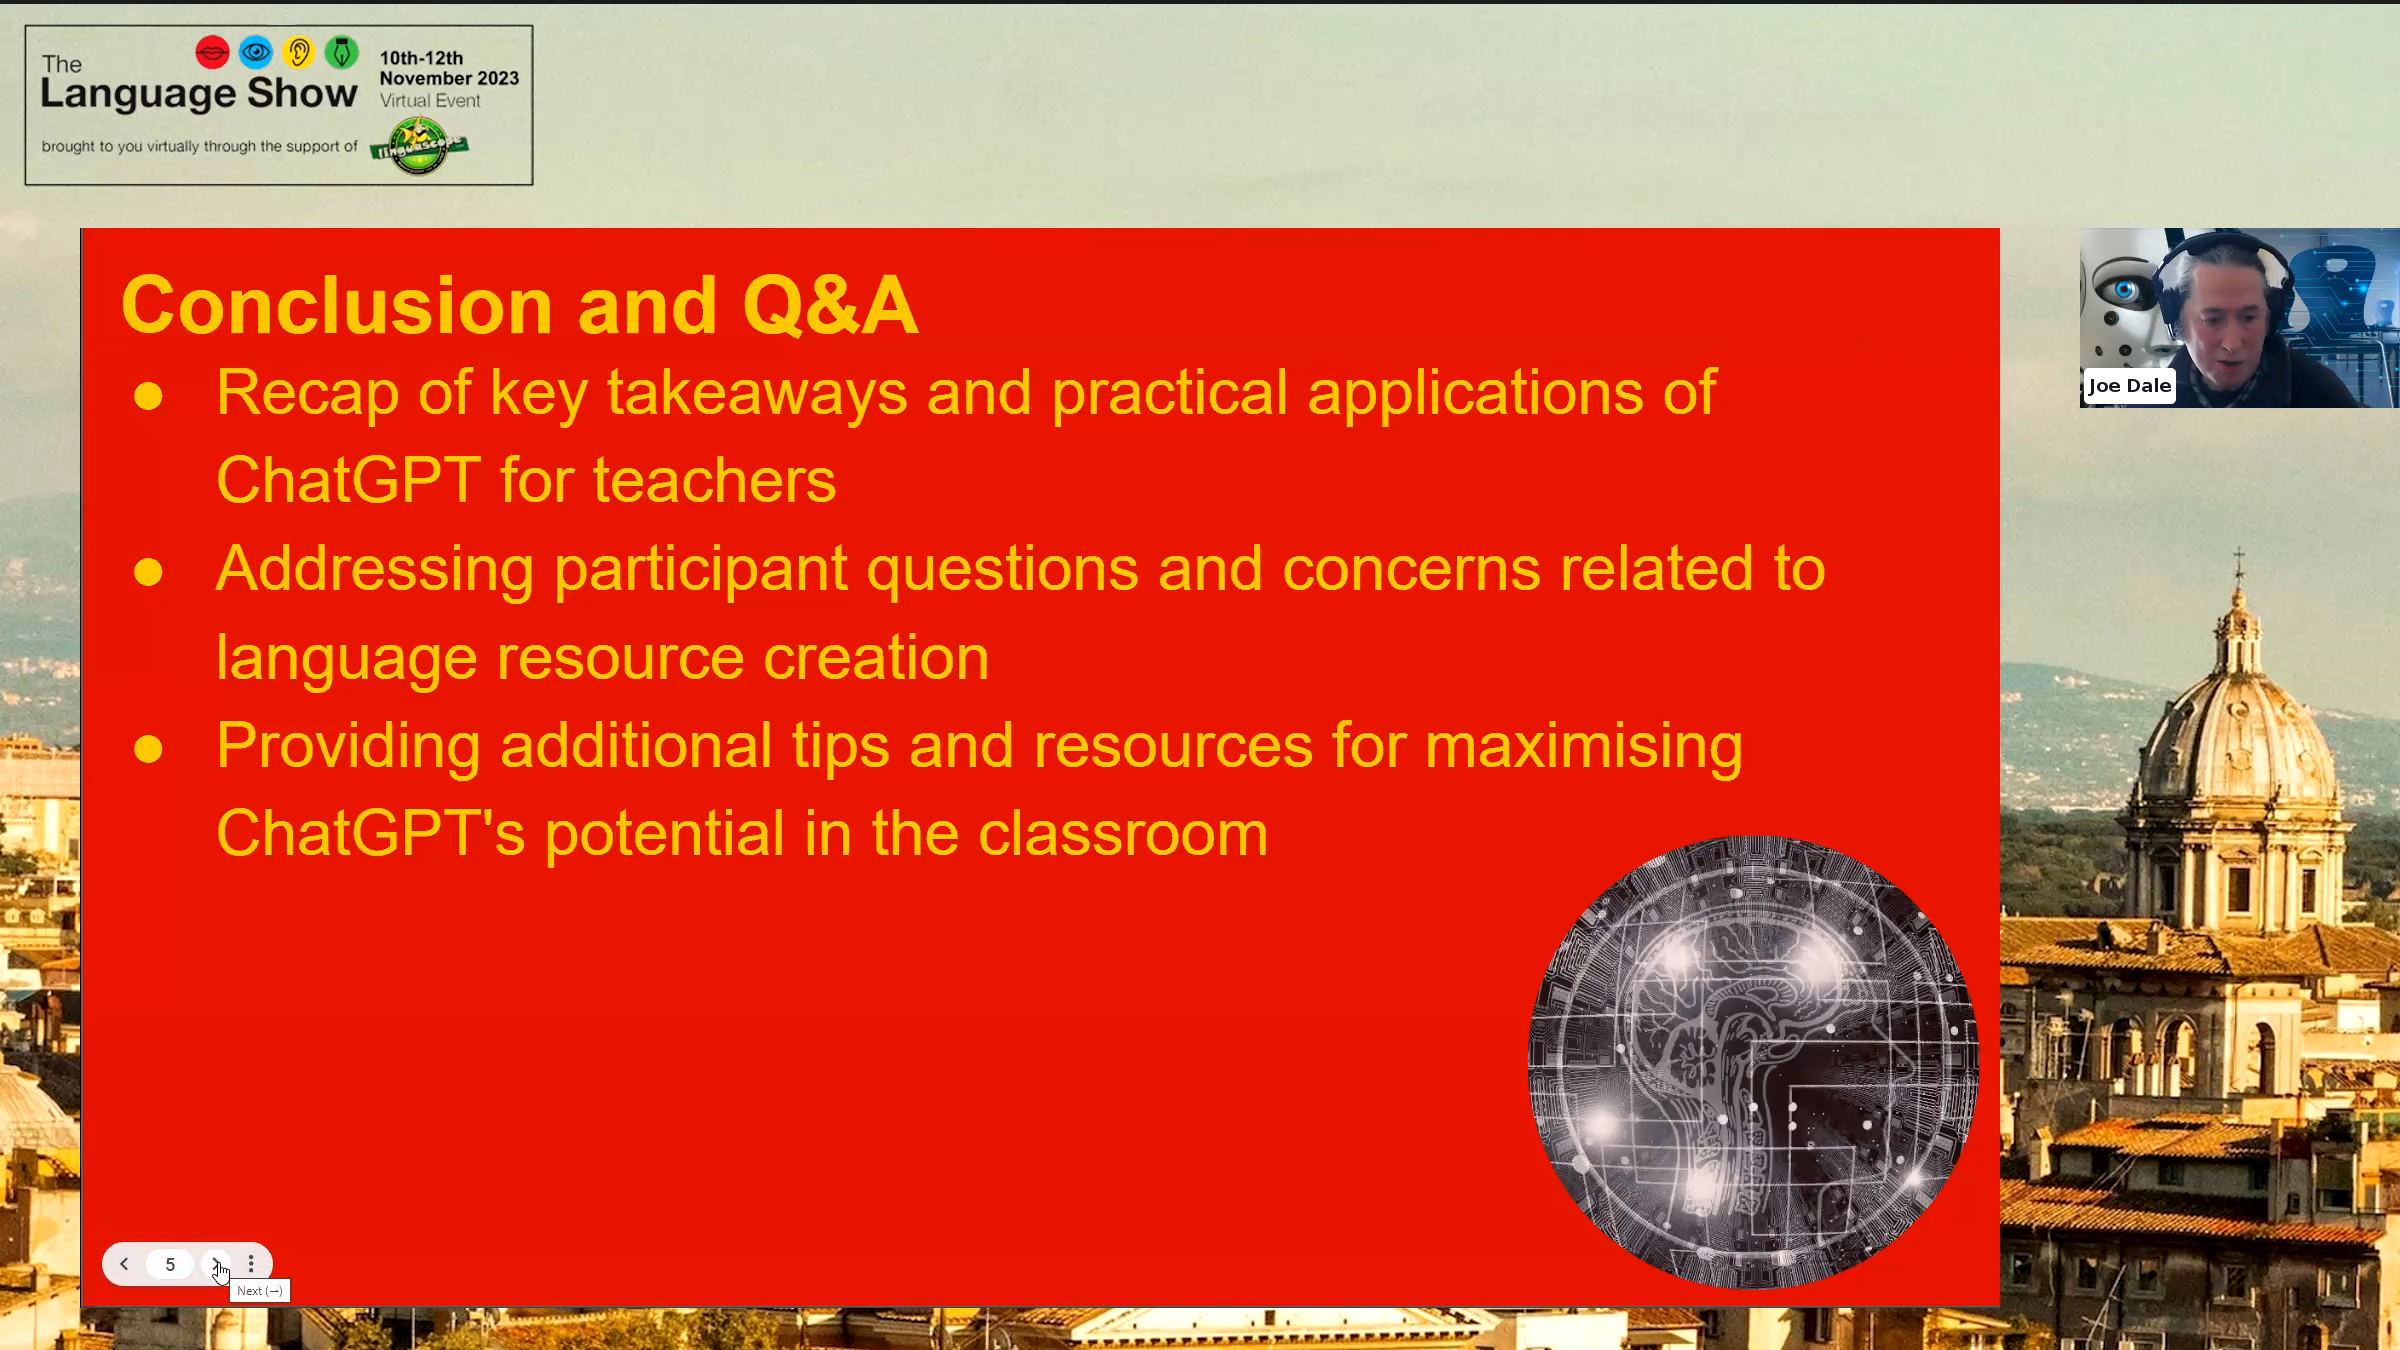 The
Language Show
10th-12th
November 2023
Virtual Event
brought to you virtually through the support of
linguascope
Conclusion and Q&A
● Recap of key takeaways and practical applications of
ChatGPT for teachers
● Addressing participant questions and concerns related to
language resource creation
● Providing additional tips and resources for maximising
ChatGPT's potential in the classroom
Joe Dale
5
Next (→)